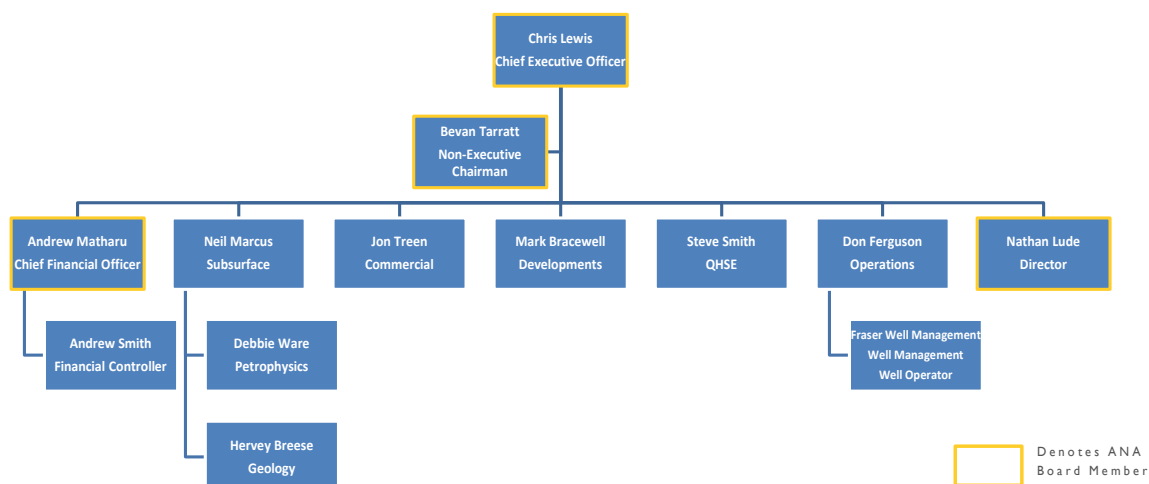 Chris Lewis
Chief Executive Officer
Bevan Tarratt
Non-Executive
Chairman
Andrew Matharu
Chief Financial Officer
Neil Marcus
Subsurface
Jon Treen
Commercial
Mark Bracewell
Developments
Steve Smith
QHSE
Don Ferguson
Operations
Nathan Lude
Director
Andrew Smith
Financial Controller
Debbie Ware
Petrophysics
Fraser Well Management
Well Management
Well Operator
Hervey Breese
Geology
Denotes ANA
Board Member